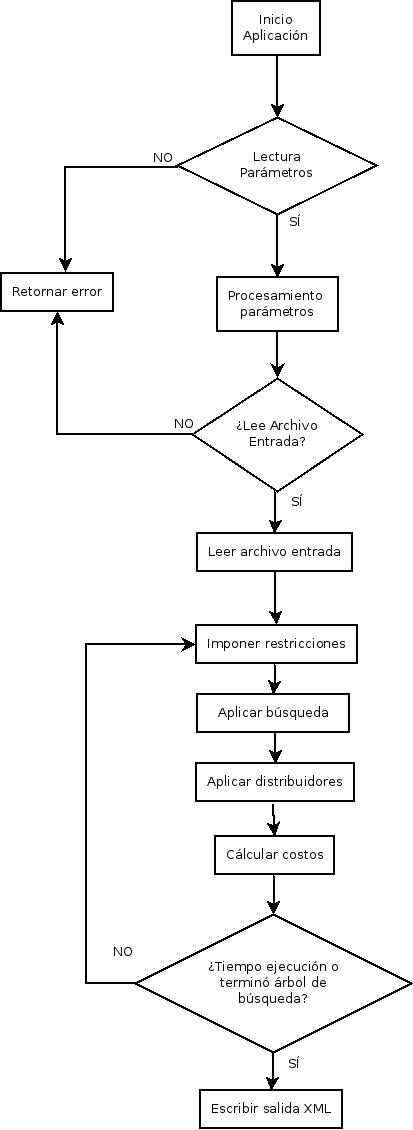 Inicio
Aplicación
NO
Lectura
Parámetros
SÍ
Retornar error
Procesamiento
parámetros
NO
¿Lee Archivo
Entrada?
SÍ
Leer archivo entrada
Imponer restricciones
Aplicar búsqueda
Aplicar distribuidores
Cálcular costos
NO
¿Tiempo ejecución o
terminó árbol de
búsqueda?
SÍ
Escribir salida XML